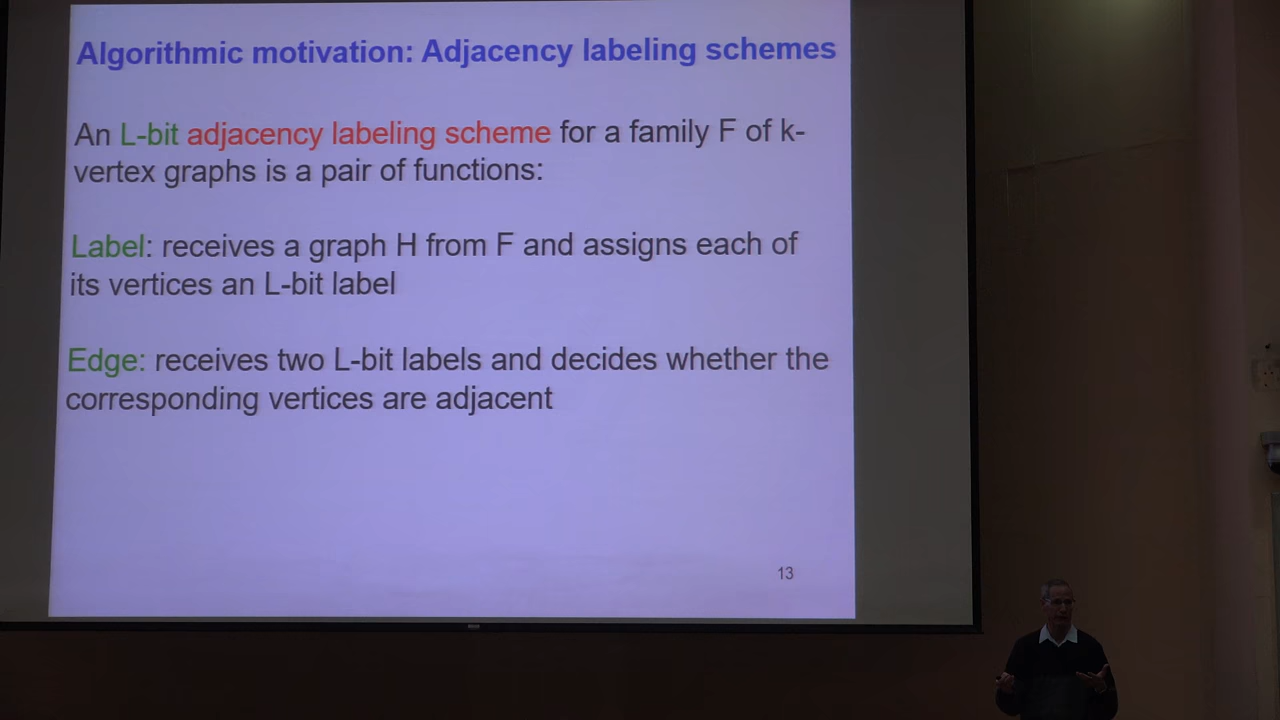 Algorithmic motivation: Adjacency labeling schemes
An L-bit adjacency labeling scheme for a family F of k-
vertex graphs is a pair of functions:
Label: receives a graph H from F and assigns each of
its vertices an L-bit label
Edge: receives two L-bit labels and decides whether the
corresponding vertices are adjacent
13